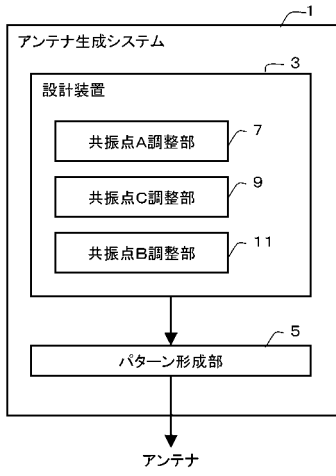 1
アンテナ生成システム
3
設計装置
共振点A調整部
7
共振点C調整部
9
共振点B調整部
11
5
パターン形成部
アンテナ